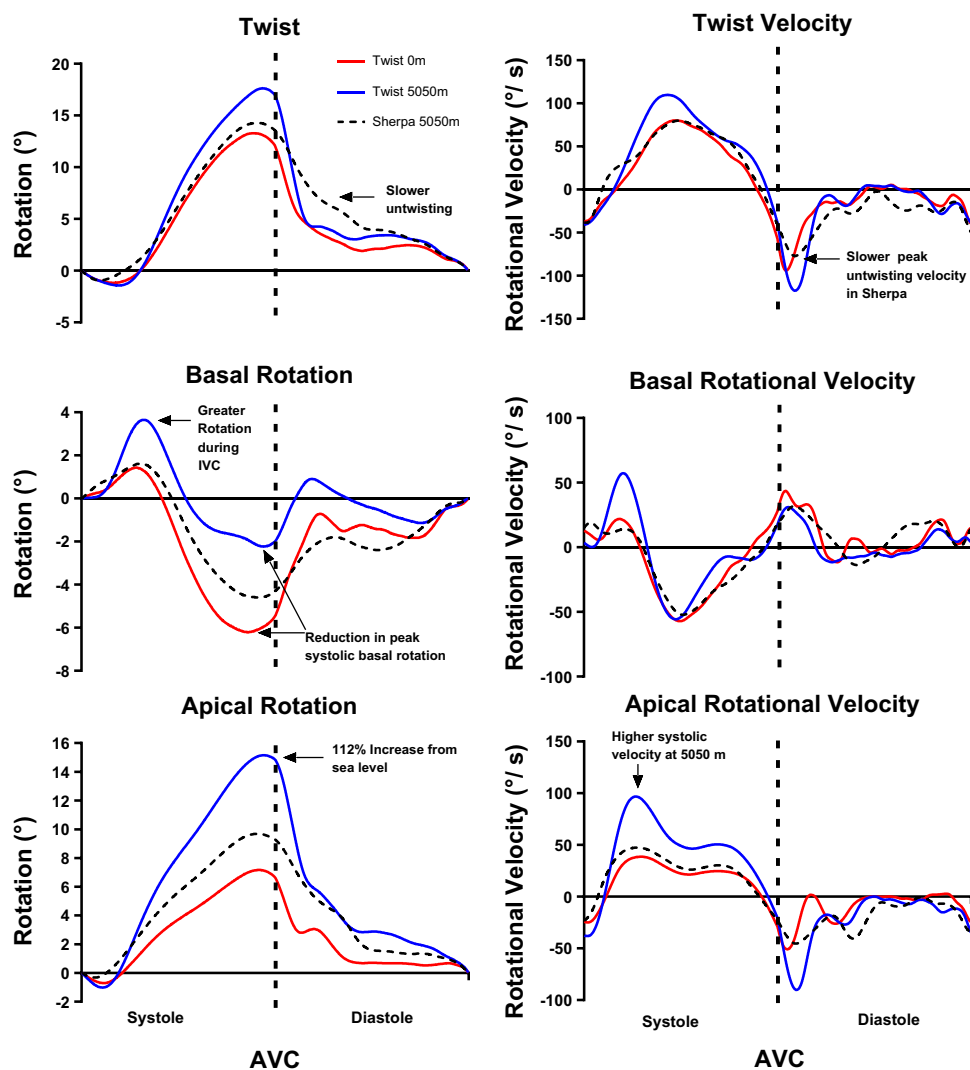 Twist
Rotation (°)
20
15
10
5
0
-5
Twist 0m
Twist 5050m
Sherpa 5050m
Slower
untwisting
Twist Velocity
Rotational Velocity (°/ s)
150
100
50
0
-50
-100
-150
Slower peak
untwisting velocity
in Sherpa
Basal Rotation
Rotation (°)
4
2
0
-2
-4
-6
-8
Greater
Rotation
during
IVC
Reduction in peak
systolic basal rotation
Basal Rotational Velocity
Rotational Velocity (°/ s)
100
50
0
-50
-100
Apical Rotation
Rotation (°)
16
14
12
10
8
6
4
2
0
-2
112% Increase from
sea level
Systole
Diastole
AVC
Apical Rotational Velocity
Rotational Velocity (°/ s)
150
100
50
0
-50
-100
Higher systolic
velocity at 5050 m
Systole
Diastole
AVC